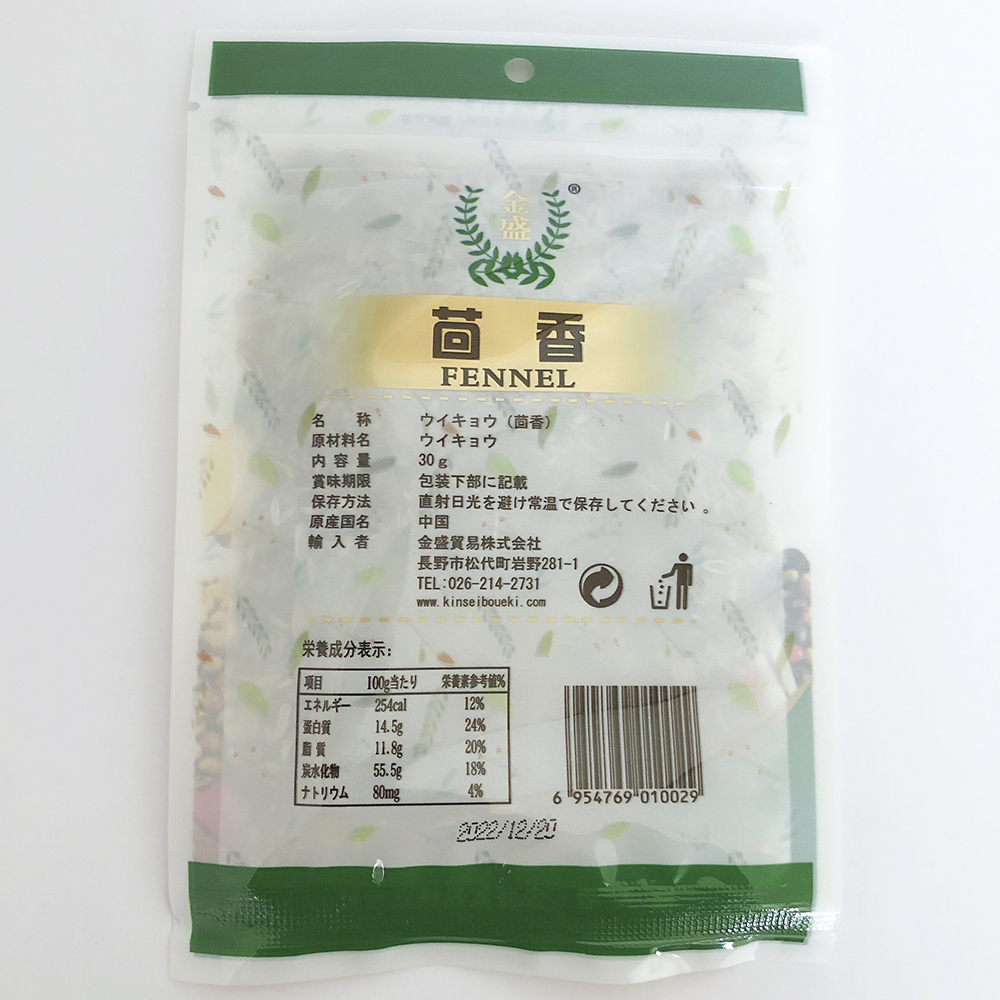 金盛
®
茴香
FENNEL
名称 ウイキョウ（茴香）
原材料名 ウイキョウ
内容量 30g
賞味期限 包装下部に記載
保存方法 直射日光を避け常温で保存してください。
原産国名 中国
輸入者 金盛貿易株式会社
長野市松代町岩野281-1
TEL:026-214-2731
www.kinseiboueki.com
栄養成分表示:
項目 100g当たり 栄養素参考値%
エネルギー 254cal 12%
蛋白質 14.5g 24%
脂質 11.8g 20%
炭水化物 55.5g 18%
ナトリウム 80mg 4%
6 954769 010029
2022/12/20